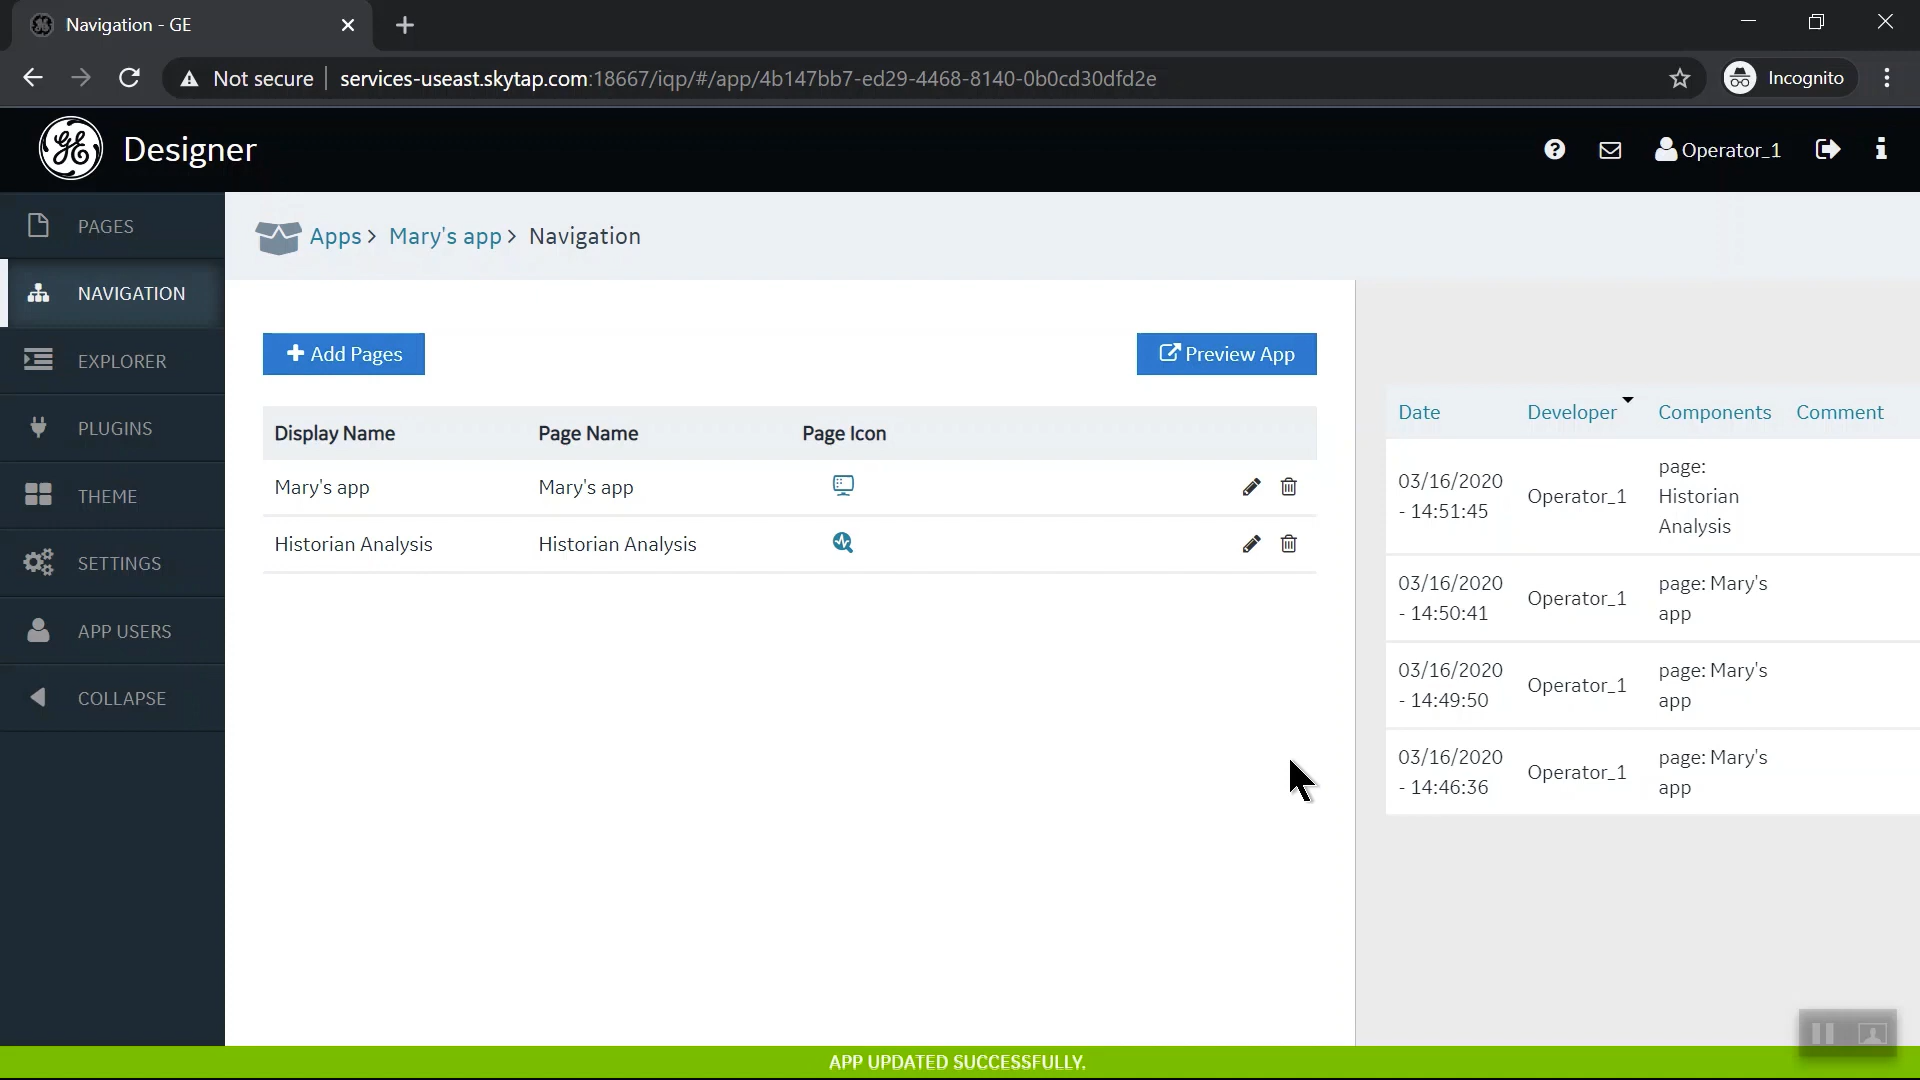 Navigation - GE
Not secure services-useast.skytap.com:18667/iqp/#/app/4b147bb7-ed29-4468-8140-0b0cd30dfd2e
Incognito
Designer
Operator_1
PAGES
NAVIGATION
EXPLORER
PLUGINS
THEME
SETTINGS
APP USERS
COLLAPSE
Apps > Mary's app > Navigation
+ Add Pages
Preview App
Display Name Page Name Page Icon
Mary's app Mary's app
Historian Analysis Historian Analysis
Date Developer Components Comment
03/16/2020
- 14:51:45
Operator_1
page:
Historian
Analysis
03/16/2020
- 14:50:41
Operator_1
page: Mary's
app
03/16/2020
- 14:49:50
Operator_1
page: Mary's
app
03/16/2020
- 14:46:36
Operator_1
page: Mary's
app
APP UPDATED SUCCESSFULLY.